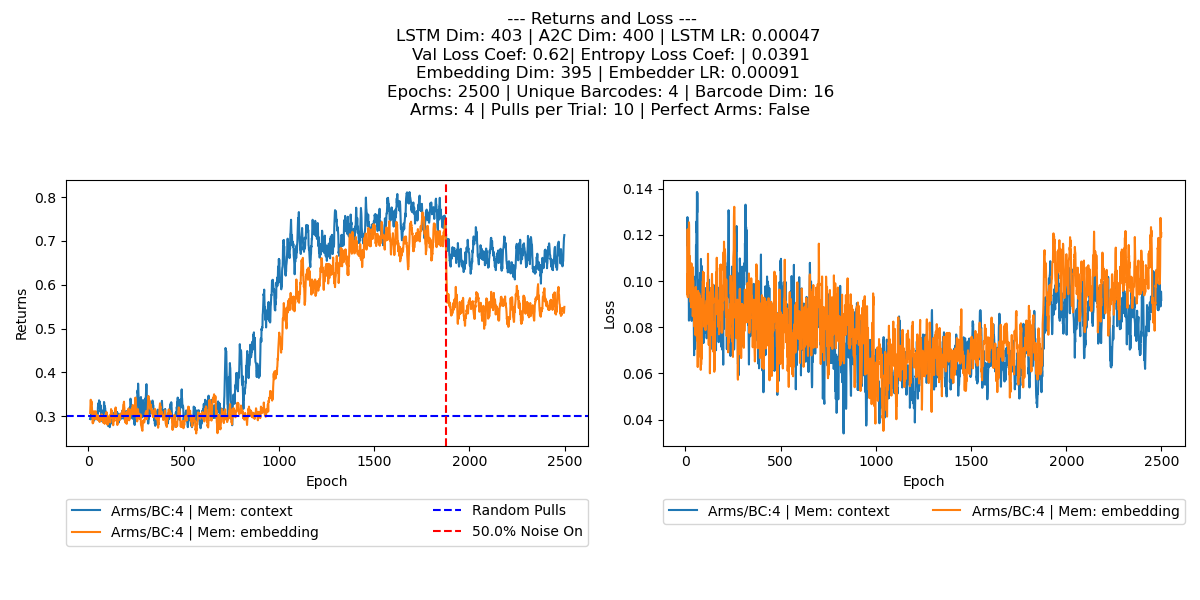 --- Returns and Loss ---
LSTM Dim: 403 | A2C Dim: 400 | LSTM LR: 0.00047
Val Loss Coef: 0.62| Entropy Loss Coef: | 0.0391
Embedding Dim: 395 | Embedder LR: 0.00091
Epochs: 2500 | Unique Barcodes: 4 | Barcode Dim: 16
Arms: 4 | Pulls per Trial: 10 | Perfect Arms: False
0.8
0.7
0.6
0.5
0.4
0.3
Returns
0 500 1000 1500 2000 2500
Epoch
Arms/BC:4 | Mem: context
Arms/BC:4 | Mem: embedding
Random Pulls
50.0% Noise On
0.14
0.12
0.10
0.08
0.06
0.04
Loss
0 500 1000 1500 2000 2500
Epoch
Arms/BC:4 | Mem: context
Arms/BC:4 | Mem: embedding